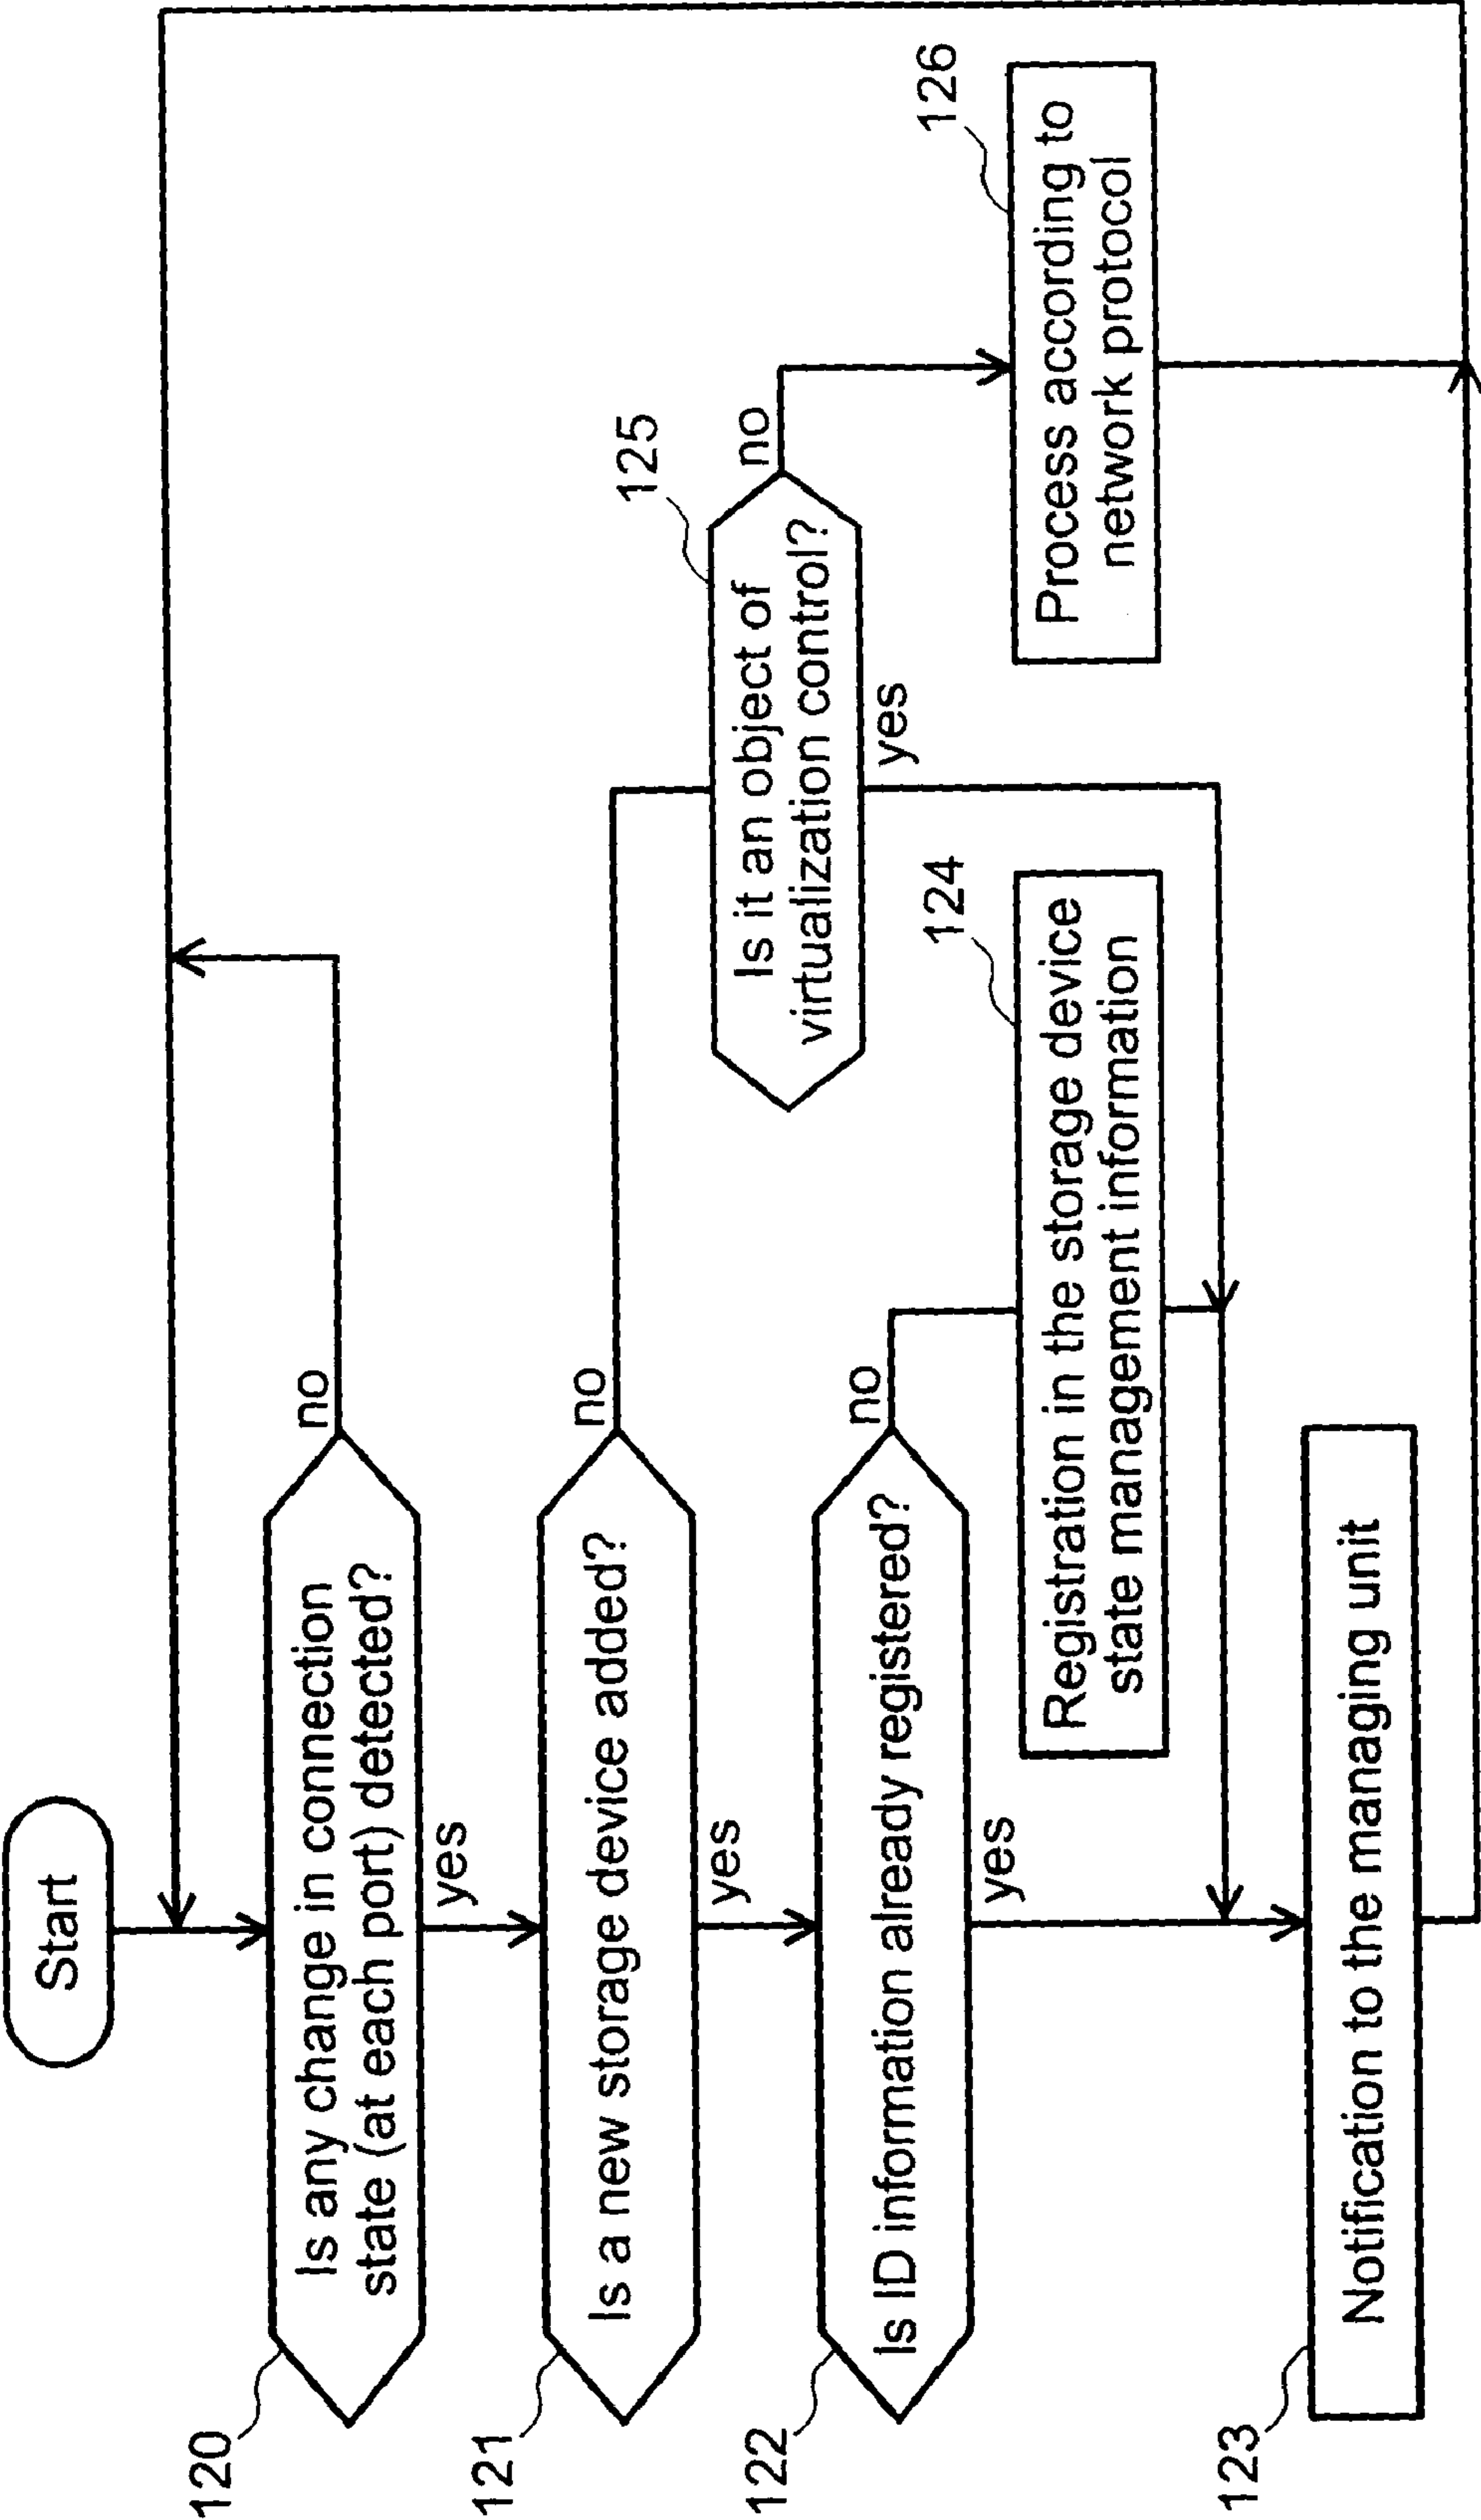 Start
120
Is any change in connection
state (at each port) detected?
no
yes
121
Is a new storage device added?
no
yes
125
Is it an object of
virtualization control?
no
yes
122
Is ID information already registered?
no
yes
124
Registration in the storage device
state management information
126
Process according to
network protocol
123
Notification to the managing unit